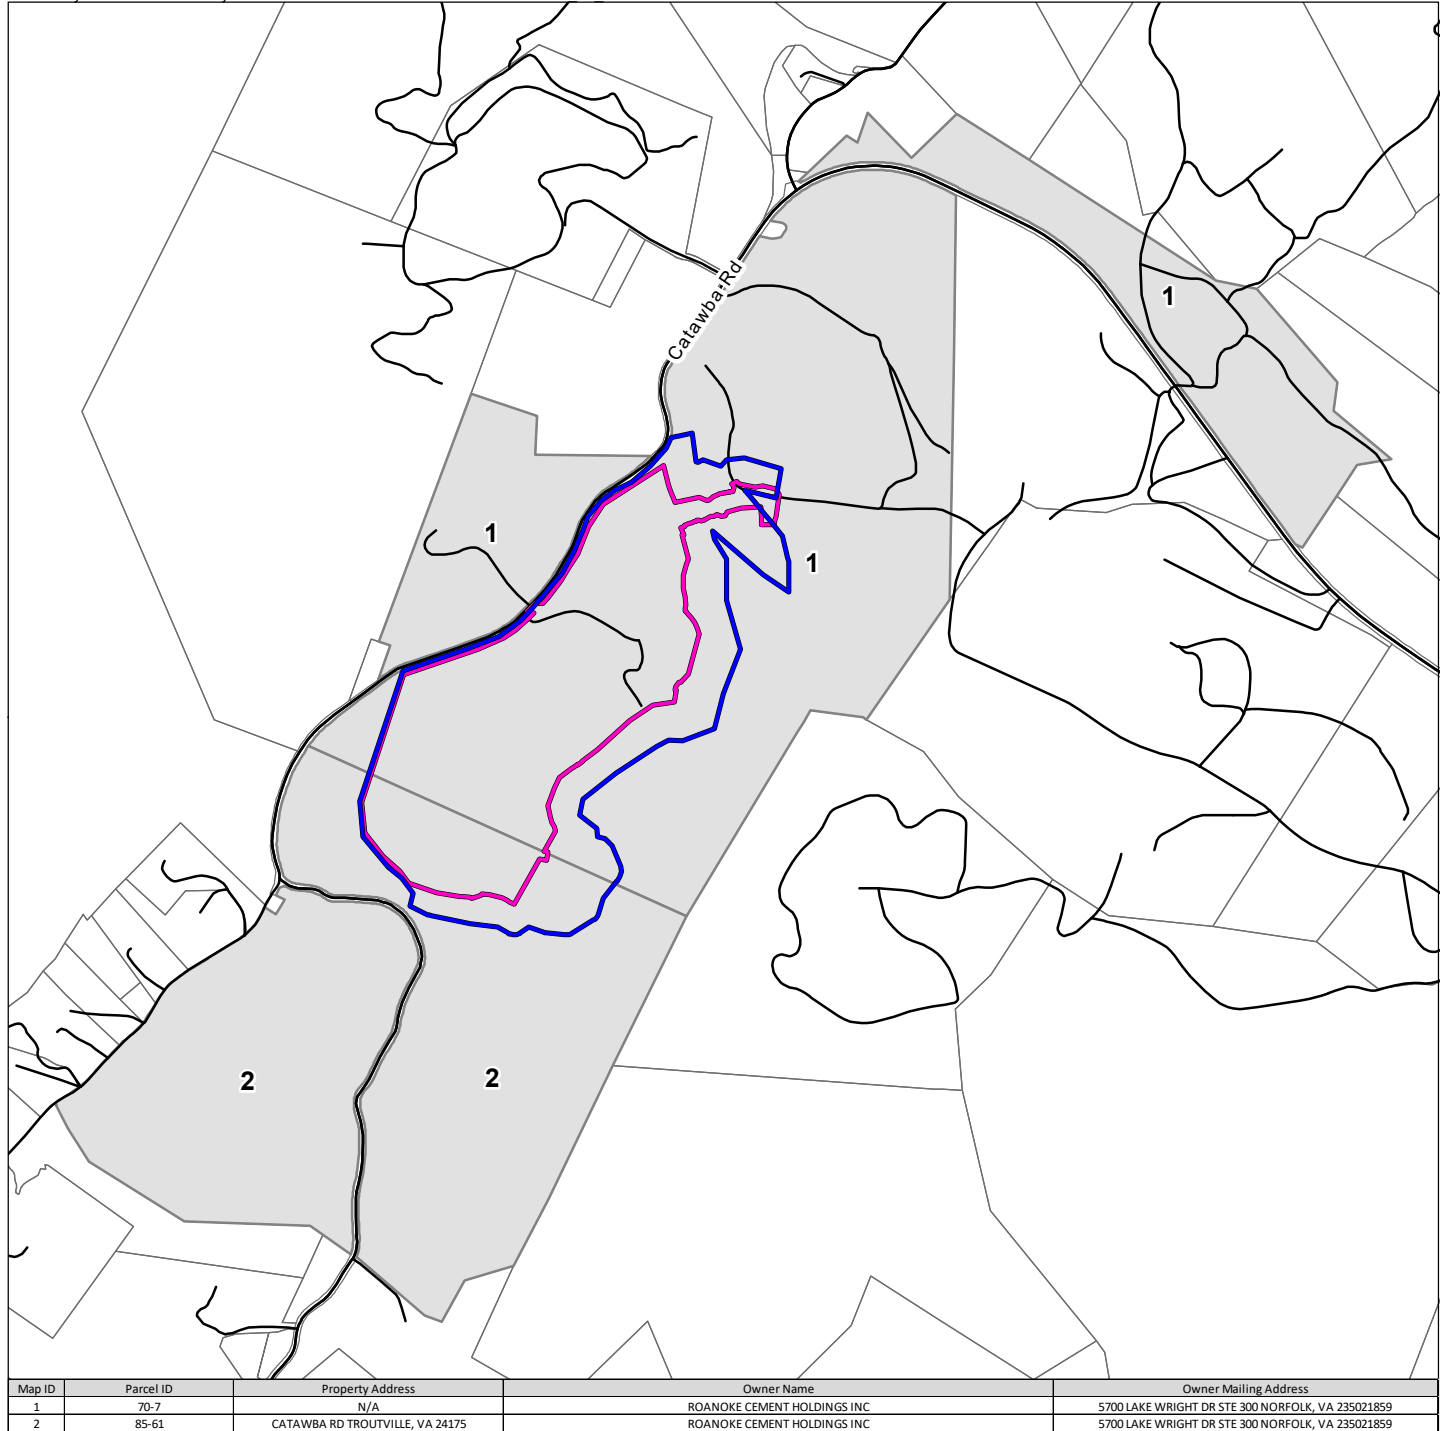 Catawba Rd
1
1
1
2
2
Map ID Parcel ID Property Address Owner Name Owner Mailing Address
1 70-7 N/A ROANOKE CEMENT HOLDINGS INC 5700 LAKE WRIGHT DR STE 300 NORFOLK, VA 235021859
2 85-61 CATAWBA RD TROUTVILLE, VA 24175 ROANOKE CEMENT HOLDINGS INC 5700 LAKE WRIGHT DR STE 300 NORFOLK, VA 235021859